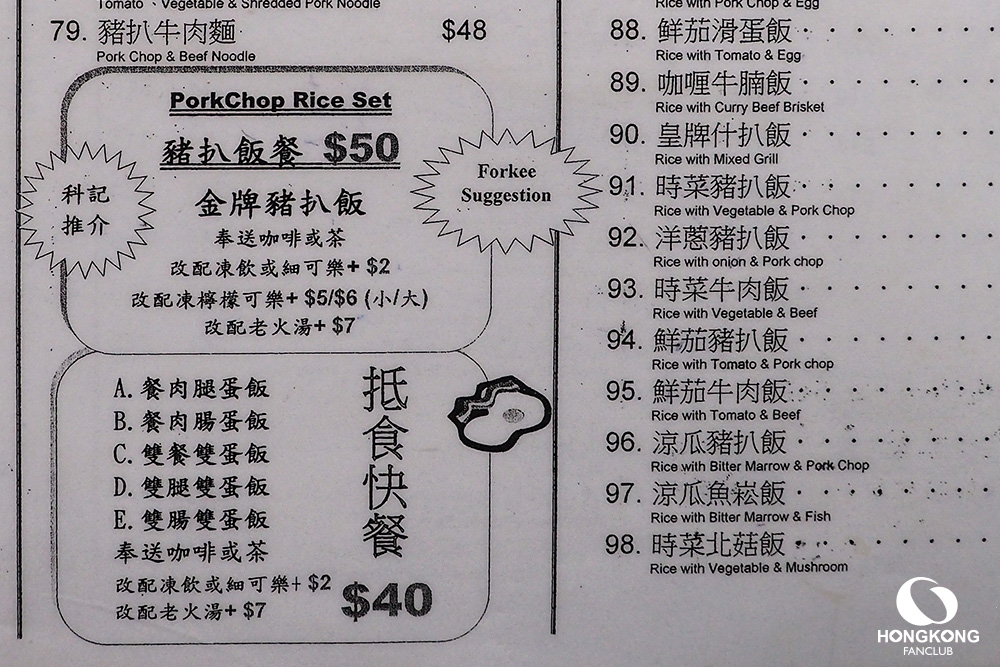 Tomato、Vegetable & Shredded Pork Noodle
79. 豬扒牛肉麵 $48
Pork Chop & Beef Noodle
PorkChop Rice Set
豬扒飯餐 $50
科記
推介
Forkee
Suggestion
金牌豬扒飯
奉送咖啡或茶
改配凍飲或細可樂+ $2
改配凍檸檬可樂+ $5/$6 (小/大)
改配老火湯+ $7
A. 餐肉腿蛋飯
B. 餐肉腸蛋飯
C. 雙餐雙蛋飯
D. 雙腿雙蛋飯
E. 雙腸雙蛋飯
奉送咖啡或茶
改配凍飲或細可樂+ $2
改配老火湯+ $7
抵食快餐
$40
Rice with Pork Chop & Egg
88. 鮮茄滑蛋飯
Rice with Tomato & Egg
89. 咖喱牛腩飯
Rice with Curry Beef Brisket
90. 皇牌什扒飯
Rice with Mixed Grill
91. 時菜豬扒飯
Rice with Vegetable & Pork Chop
92. 洋蔥豬扒飯
Rice with onion & Pork chop
93. 時菜牛肉飯
Rice with Vegetable & Beef
94. 鮮茄豬扒飯
Rice with Tomato & Pork chop
95. 鮮茄牛肉飯
Rice with Tomato & Beef
96. 涼瓜豬扒飯
Rice with Bitter Marrow & Pork Chop
97. 涼瓜魚崧飯
Rice with Bitter Marrow & Fish
98. 時菜北菇飯
Rice with Vegetable & Mushroom
HONGKONG
FANCLUB